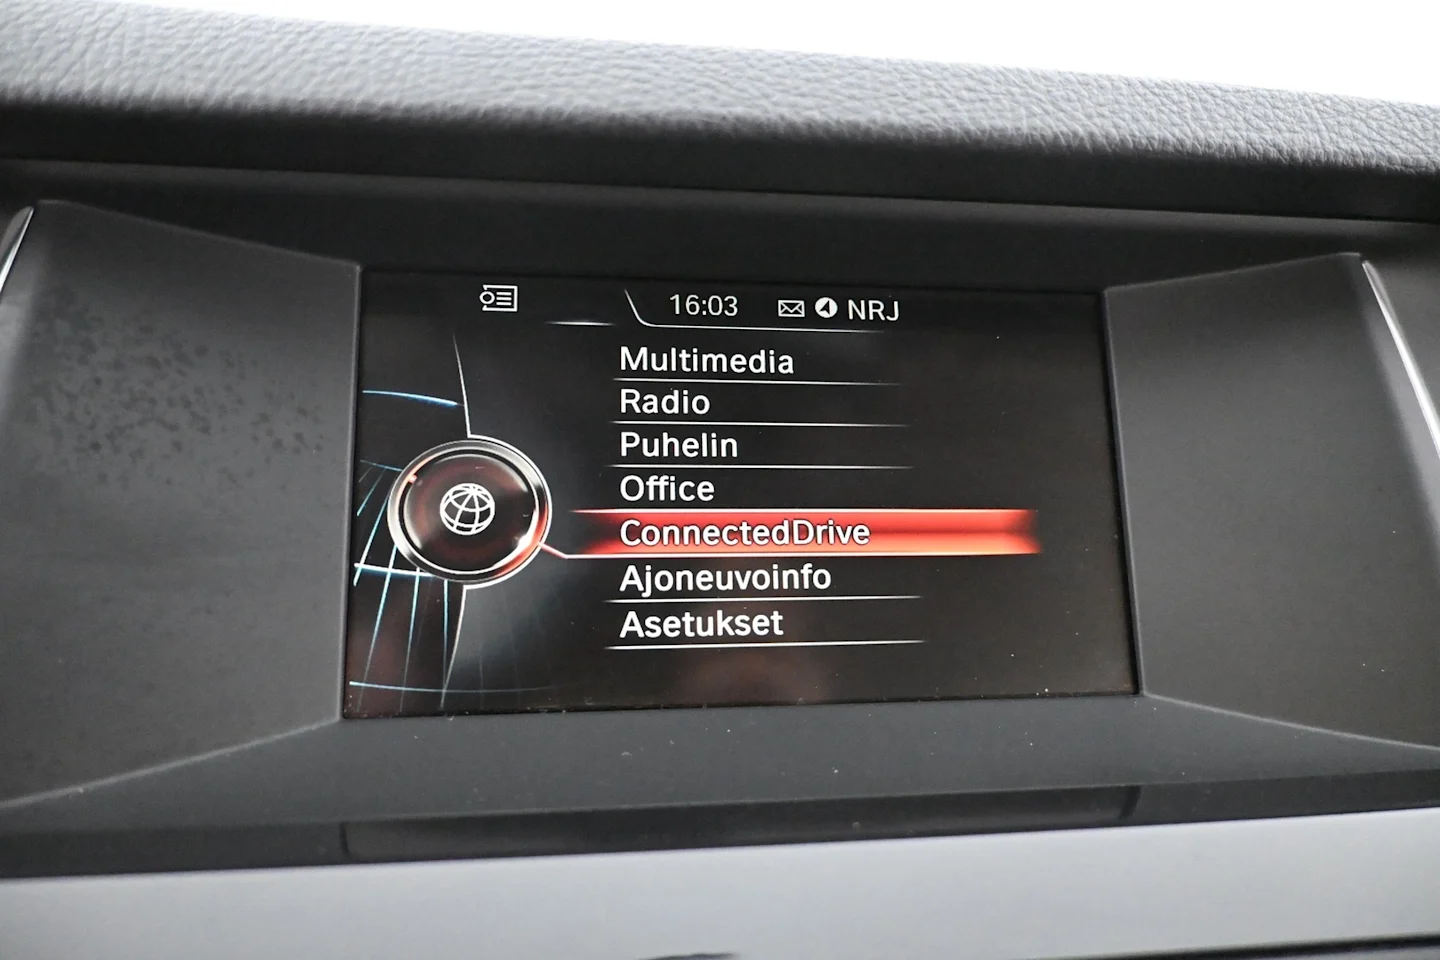 16:03 NRJ
Multimedia
Radio
Puhelin
Office
ConnectedDrive
Ajoneuvoinfo
Asetukset